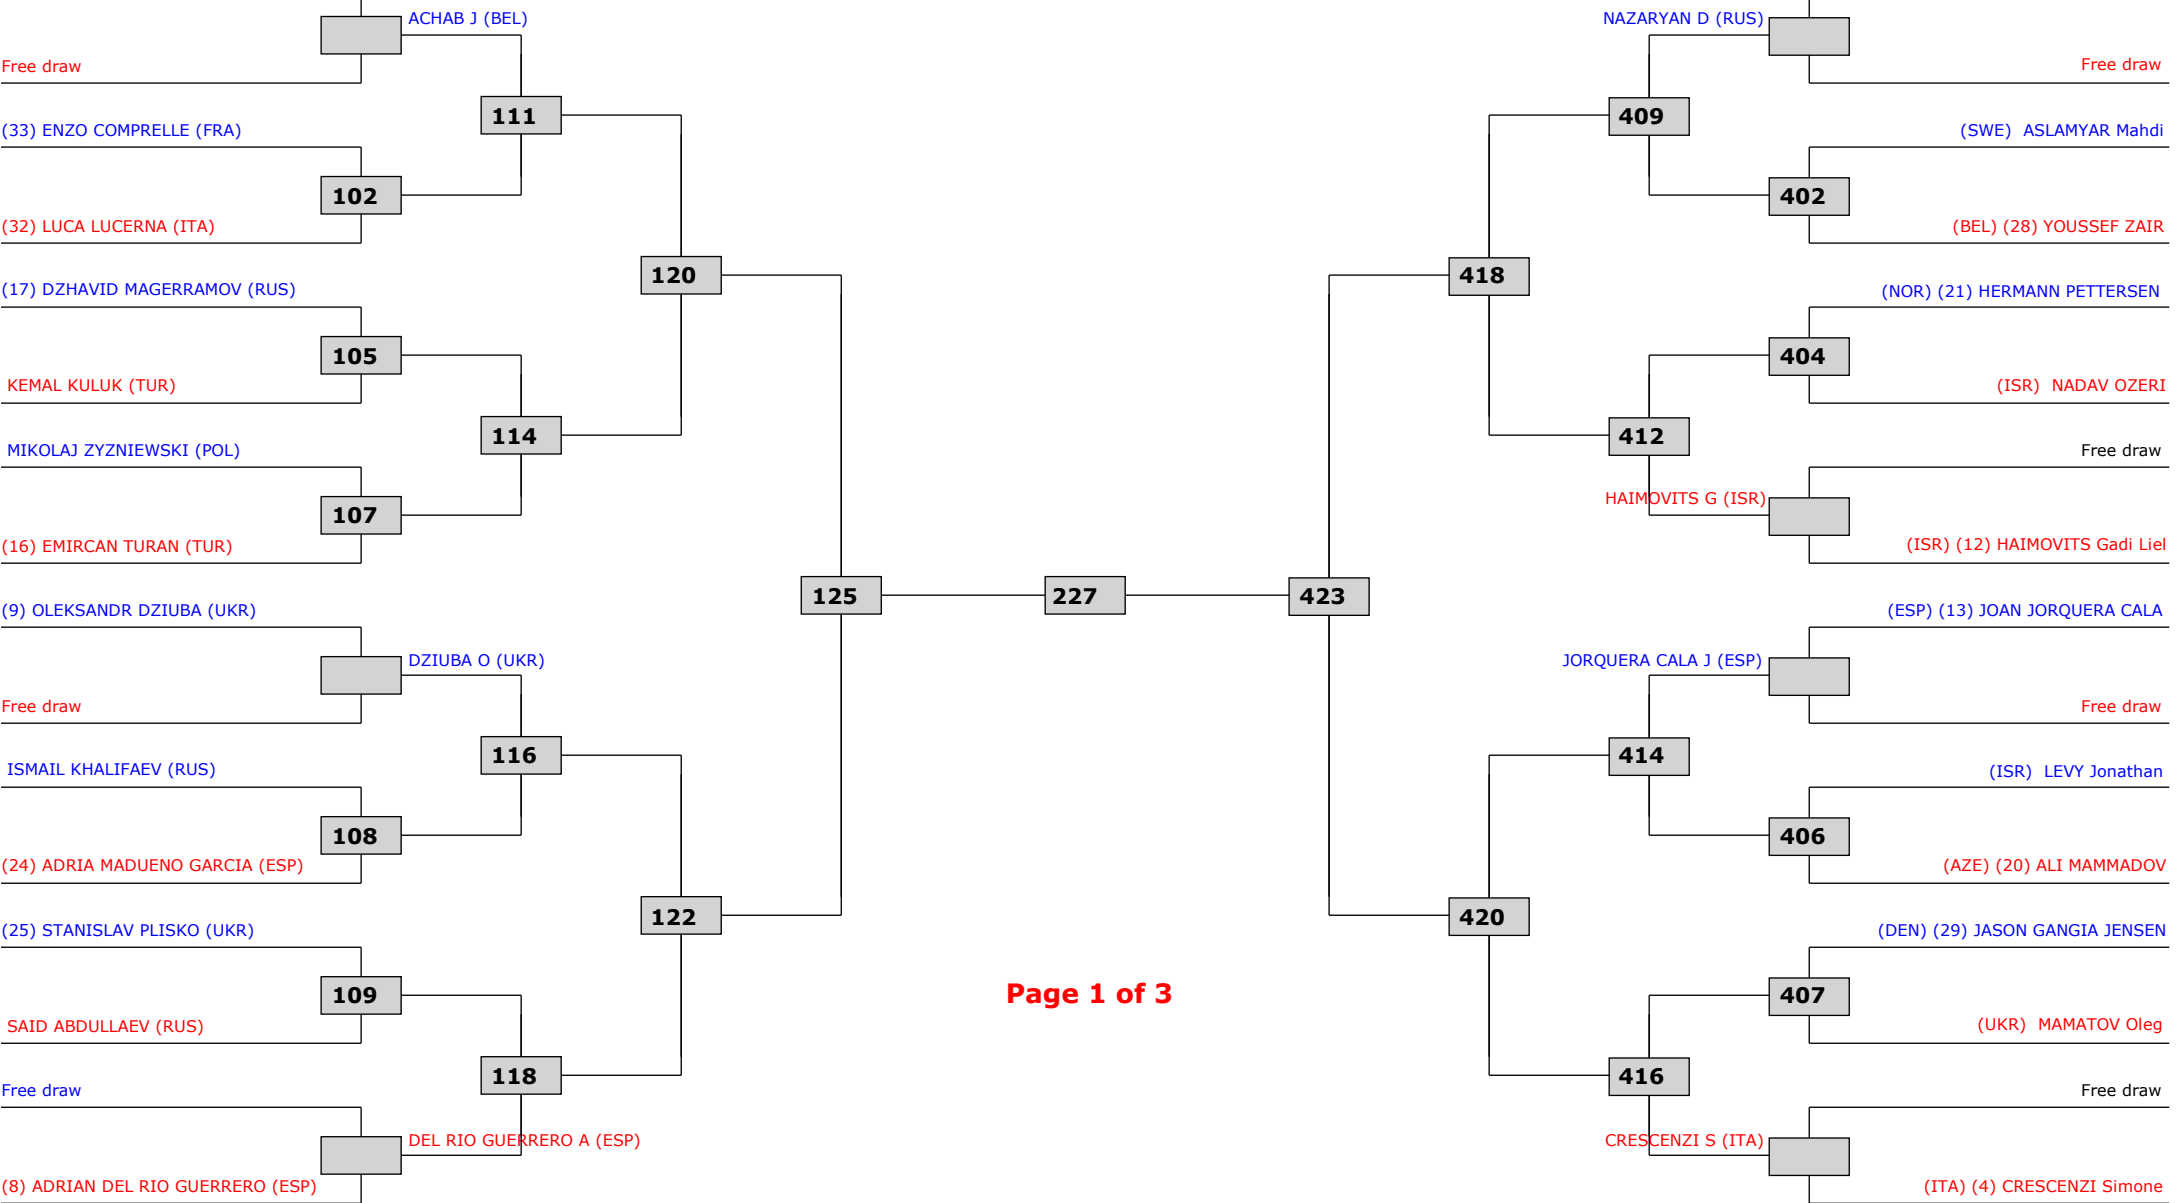 ACHAB J (BEL)
NAZARYAN D (RUS)
Free draw
Free draw
111
409
(33) ENZO COMPRELLE (FRA)
(SWE) ASLAMYAR Mahdi
102
402
(32) LUCA LUCERNA (ITA)
(BEL) (28) YOUSSEF ZAIR
120
418
(17) DZHAVID MAGERRAMOV (RUS)
(NOR) (21) HERMANN PETTERSEN
105
404
KEMAL KULUK (TUR)
(ISR) NADAV OZERI
114
412
MIKOLAJ ZYZNIEWSKI (POL)
Free draw
107
HAIMOVITS G (ISR)
(16) EMIRCAN TURAN (TUR)
(ISR) (12) HAIMOVITS Gadi Liel
125
227
423
(9) OLEKSANDR DZIUBA (UKR)
(ESP) (13) JOAN JORQUERA CALA
DZIUBA O (UKR)
JORQUERA CALA J (ESP)
Free draw
Free draw
116
414
ISMAIL KHALIFAEV (RUS)
(ISR) LEVY Jonathan
108
406
(24) ADRIA MADUENO GARCIA (ESP)
(AZE) (20) ALI MAMMADOV
122
420
(25) STANISLAV PLISKO (UKR)
(DEN) (29) JASON GANGIA JENSEN
109
Page 1 of 3
407
SAID ABDULLAEV (RUS)
(UKR) MAMATOV Oleg
118
416
Free draw
Free draw
DEL RIO GUERRERO A (ESP)
CRESCENZI S (ITA)
(8) ADRIAN DEL RIO GUERRERO (ESP)
(ITA) (4) CRESCENZI Simone